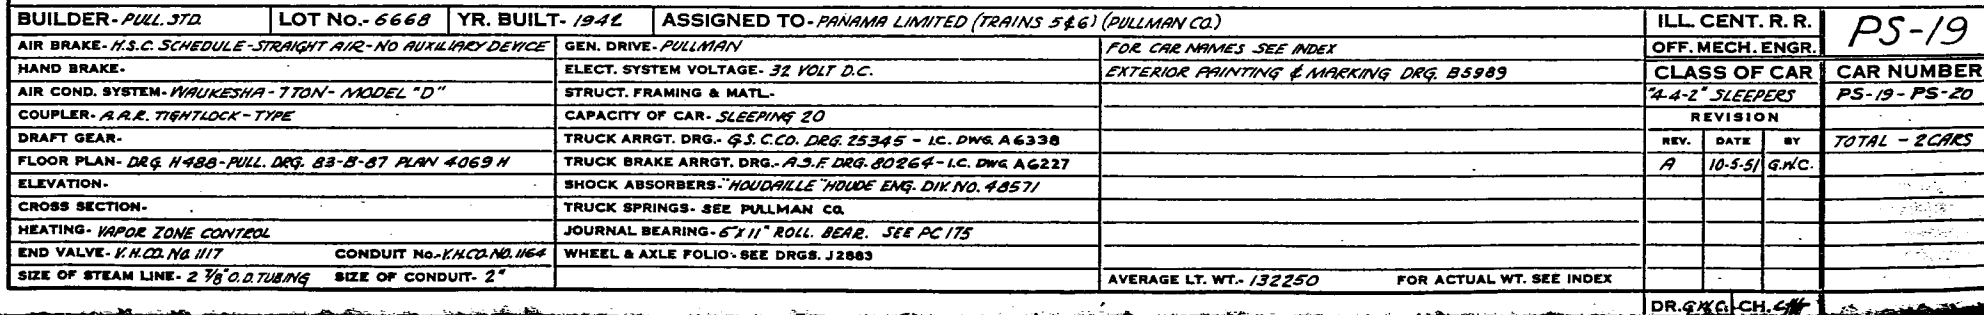 BUILDER- PULL. STD. LOT No.- 6668 YR. BUILT- 1942 ASSIGNED TO- PANAMA LIMITED (TRAINS 5&6) (PULLMAN CO.) ILL. CENT. R. R. PS-19
AIR BRAKE- H.S.C. SCHEDULE-STRAIGHT AIR-NO AUXILIARY DEVICE GEN. DRIVE- PULLMAN FOR CAR NAMES SEE INDEX OFF. MECH. ENGR.
HAND BRAKE- ELECT. SYSTEM VOLTAGE- 32 VOLT D.C. EXTERIOR PAINTING & MARKING DRG. B5989 CLASS OF CAR CAR NUMBER
AIR COND. SYSTEM- WAUKESHA - 7 TON - MODEL "D" STRUCT. FRAMING & MATL.- "4-4-2" SLEEPERS PS-19 - PS-20
COUPLER- A.A.R. TIGHTLOCK - TYPE CAPACITY OF CAR- SLEEPING 20 REVISION
DRAFT GEAR- TRUCK ARRGT. DRG.- G.S.C.CO. DRG. 25345 - I.C. DWG. A6338 REV. DATE BY TOTAL - 2 CARS
FLOOR PLAN- DRG. H488-PULL. DRG. 83-B-87 PLAN 4069 H TRUCK BRAKE ARRGT. DRG.- A.S.F. DRG. 80264 - I.C. DWG. A6227 A 10-5-51 G.W.C.
ELEVATION- SHOCK ABSORBERS- "HOUDAILLE" HOUDE ENG. DIV. NO. 48571
CROSS SECTION- TRUCK SPRINGS- SEE PULLMAN CO.
HEATING- VAPOR ZONE CONTROL JOURNAL BEARING- 6"X11" ROLL. BEAR. SEE PC 175
END VALVE- V.H.CO. NO. 1117 CONDUIT No.- V.H.CO. NO. 1164 WHEEL & AXLE FOLIO- SEE DRGS. J2883
SIZE OF STEAM LINE- 2 7/8" O.D. TUBING SIZE OF CONDUIT- 2" AVERAGE LT. WT.- 132250 FOR ACTUAL WT. SEE INDEX
DR. CH.